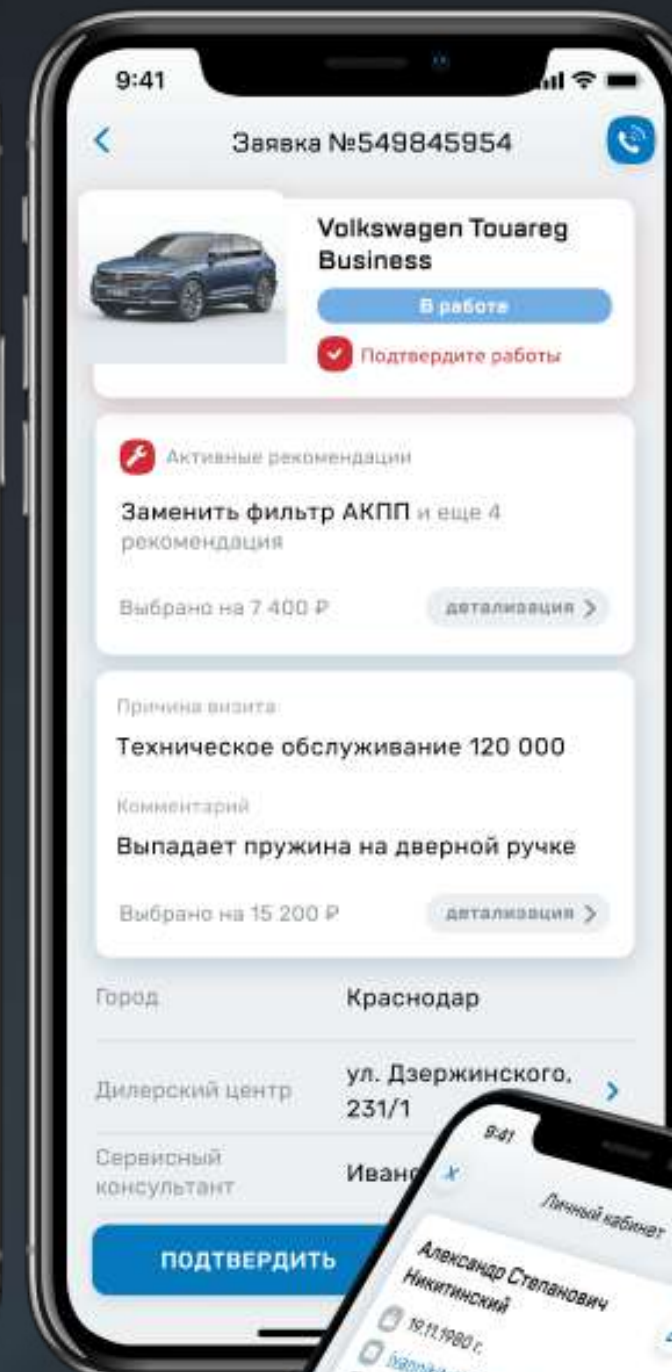 9:41
Заявка №549845954
Volkswagen Touareg
Business
В работе
Подтвердите работы
Активные рекомендации
Заменить фильтр АКПП и еще 4
рекомендация
Выбрано на 7 400 ₽
детализация
Причина визита
Техническое обслуживание 120 000
Комментарий
Выпадает пружина на дверной ручке
Выбрано на 15 200 ₽
детализация
Город
Краснодар
Дилерский центр
ул. Дзержинского,
231/1
Сервисный
консультант
ПОДТВЕРДИТЬ
9:41
Личный кабинет
Александр Степанович
Никитинский
19.11.1980 г.